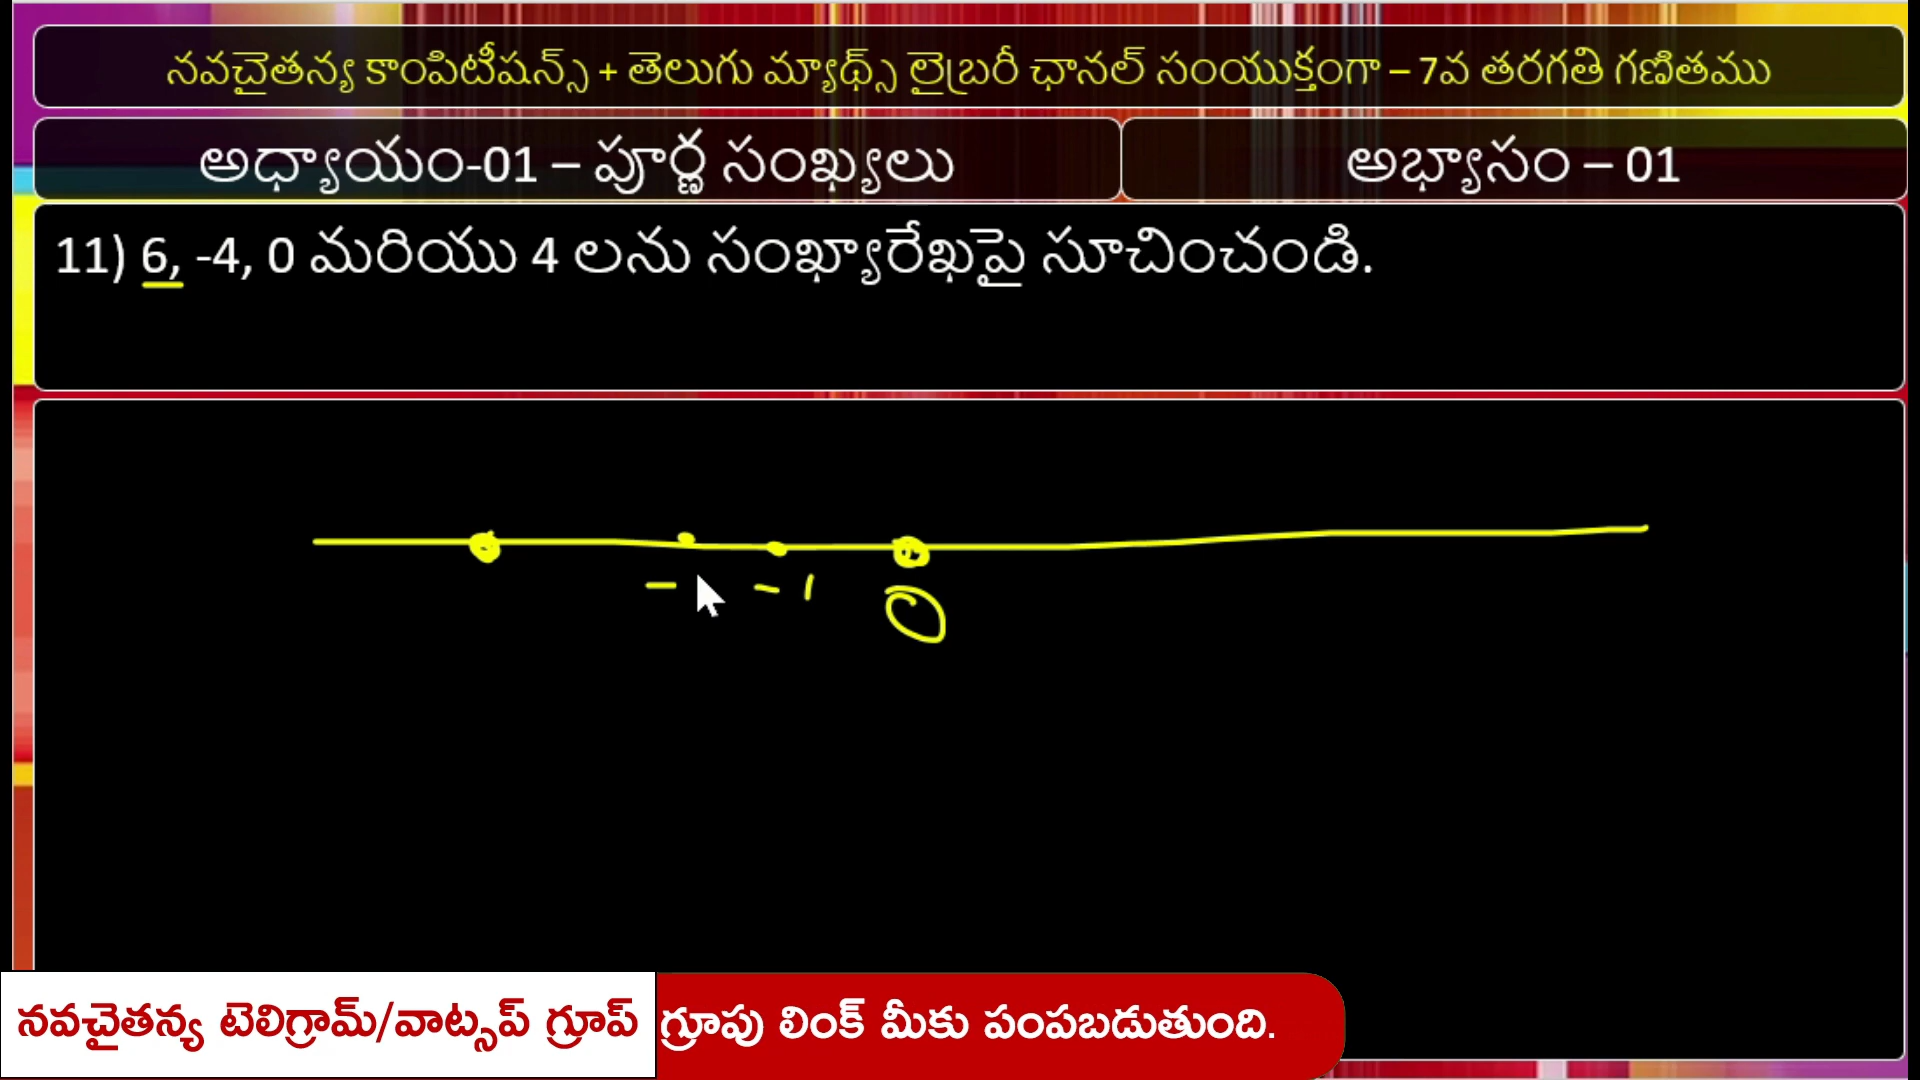 నవచైతన్య కాంపిటీషన్స్ + తెలుగు మ్యాథ్స్ లైబ్రరీ ఛానల్ సంయుక్తంగా – 7వ తరగతి గణితము
అధ్యాయం-01 – పూర్ణ సంఖ్యలు
అభ్యాసం – 01
11) 6, -4, 0 మరియు 4 లను సంఖ్యారేఖపై సూచించండి.
- -1 0
నవచైతన్య టెలిగ్రామ్/వాట్సప్ గ్రూప్ గ్రూపు లింక్ మీకు పంపబడుతుంది.